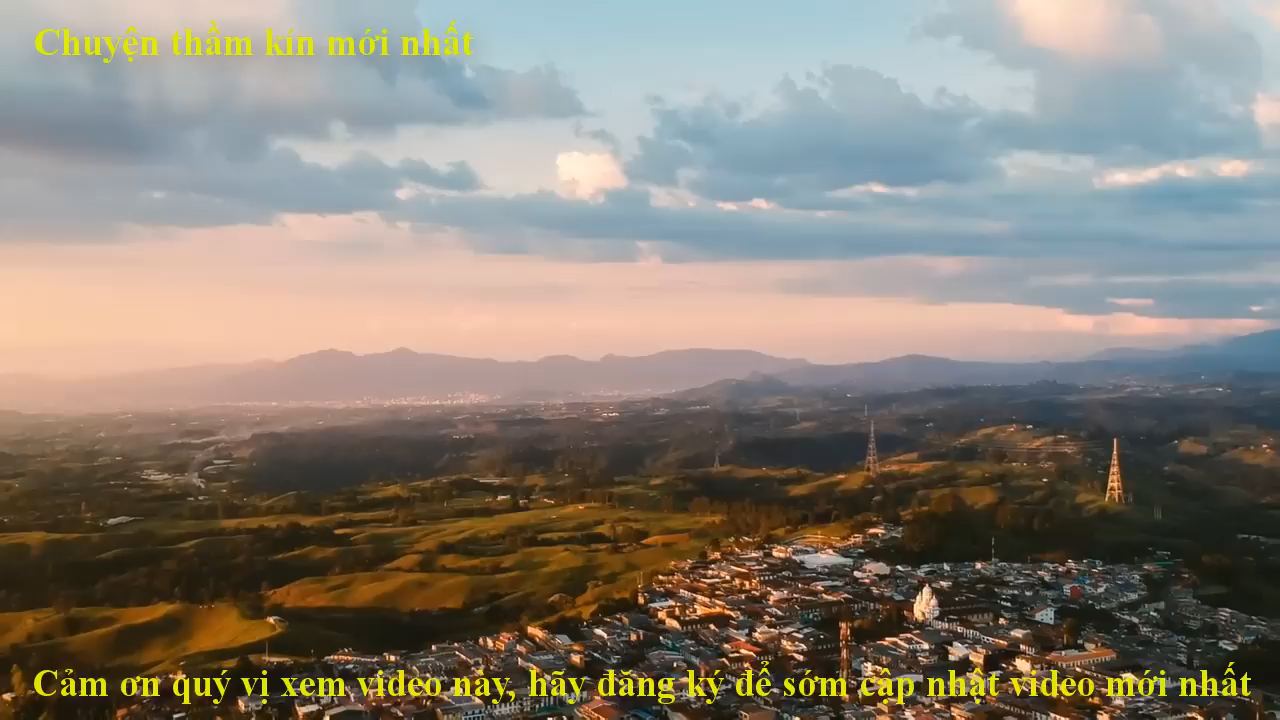 Chuyện thầm kín mới nhất
Cảm ơn quý vị xem video này, hãy đăng ký để sớm cập nhật video mới nhất